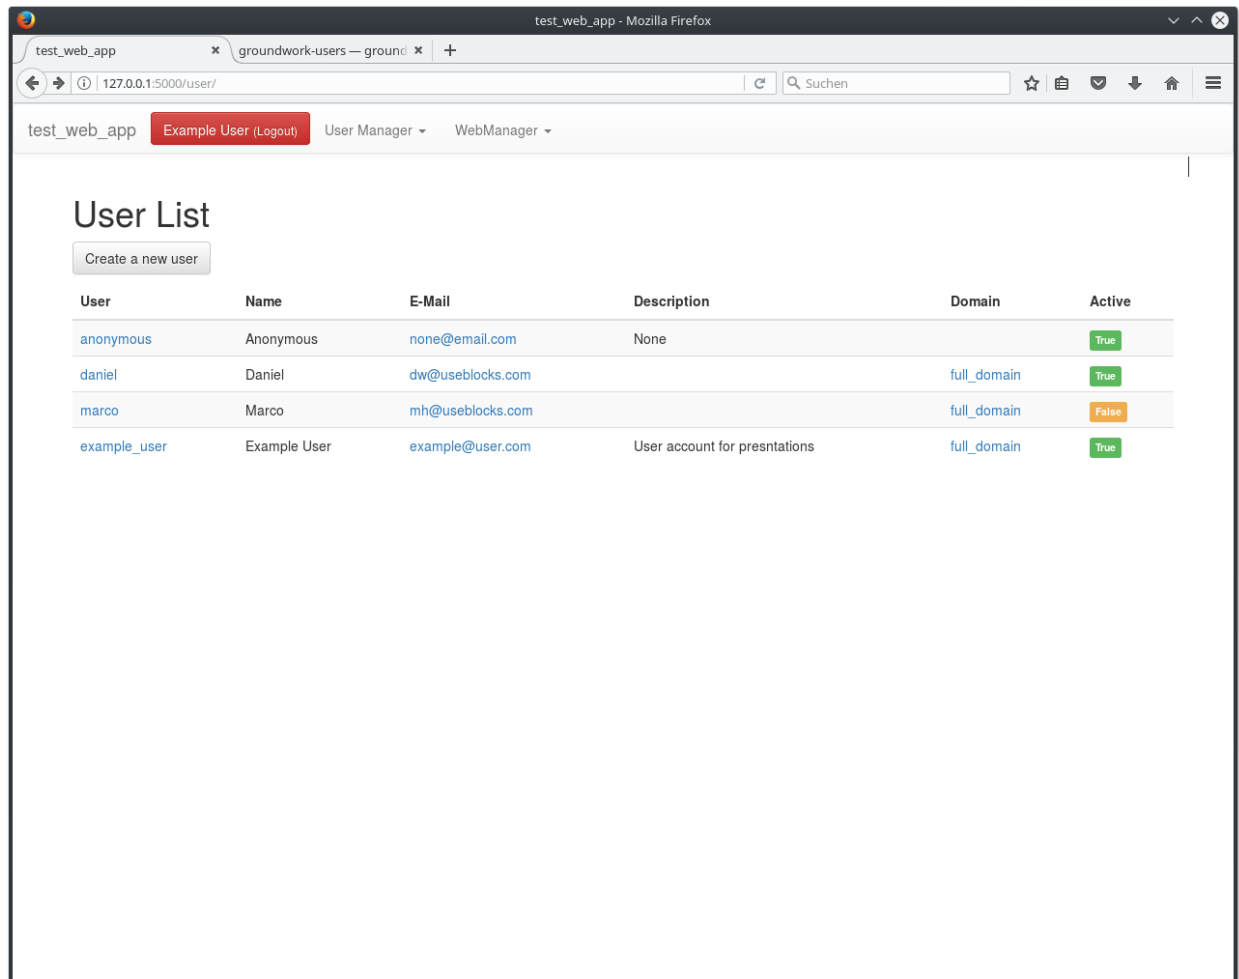 test_web_app - Mozilla Firefox
test_web_app groundwork-users — ground
127.0.0.1:5000/user/ Suchen
test_web_app Example User (Logout) User Manager WebManager
User List
Create a new user
User Name E-Mail Description Domain Active
anonymous Anonymous none@email.com None True
daniel Daniel dw@useblocks.com full_domain True
marco Marco mh@useblocks.com full_domain False
example_user Example User example@user.com User account for presntations full_domain True